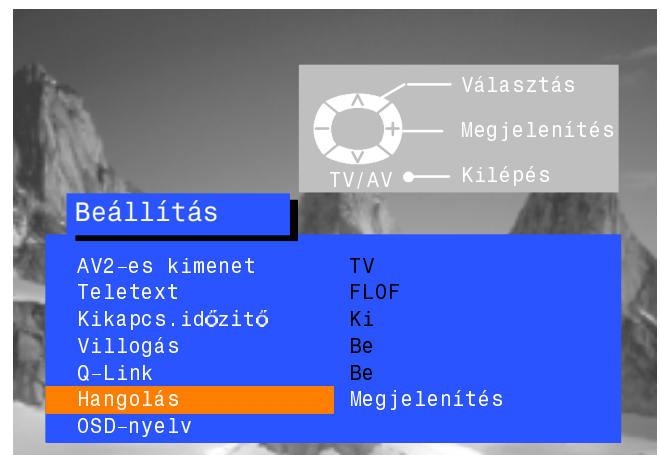 Választás
Megjelenítés
TV/AV Kilépés
Beállítás
AV2-es kimenet TV
Teletext FLOF
Kikapcs.időzitő Ki
Villogás Be
Q-Link Be
Hangolás Megjelenítés
OSD-nyelv